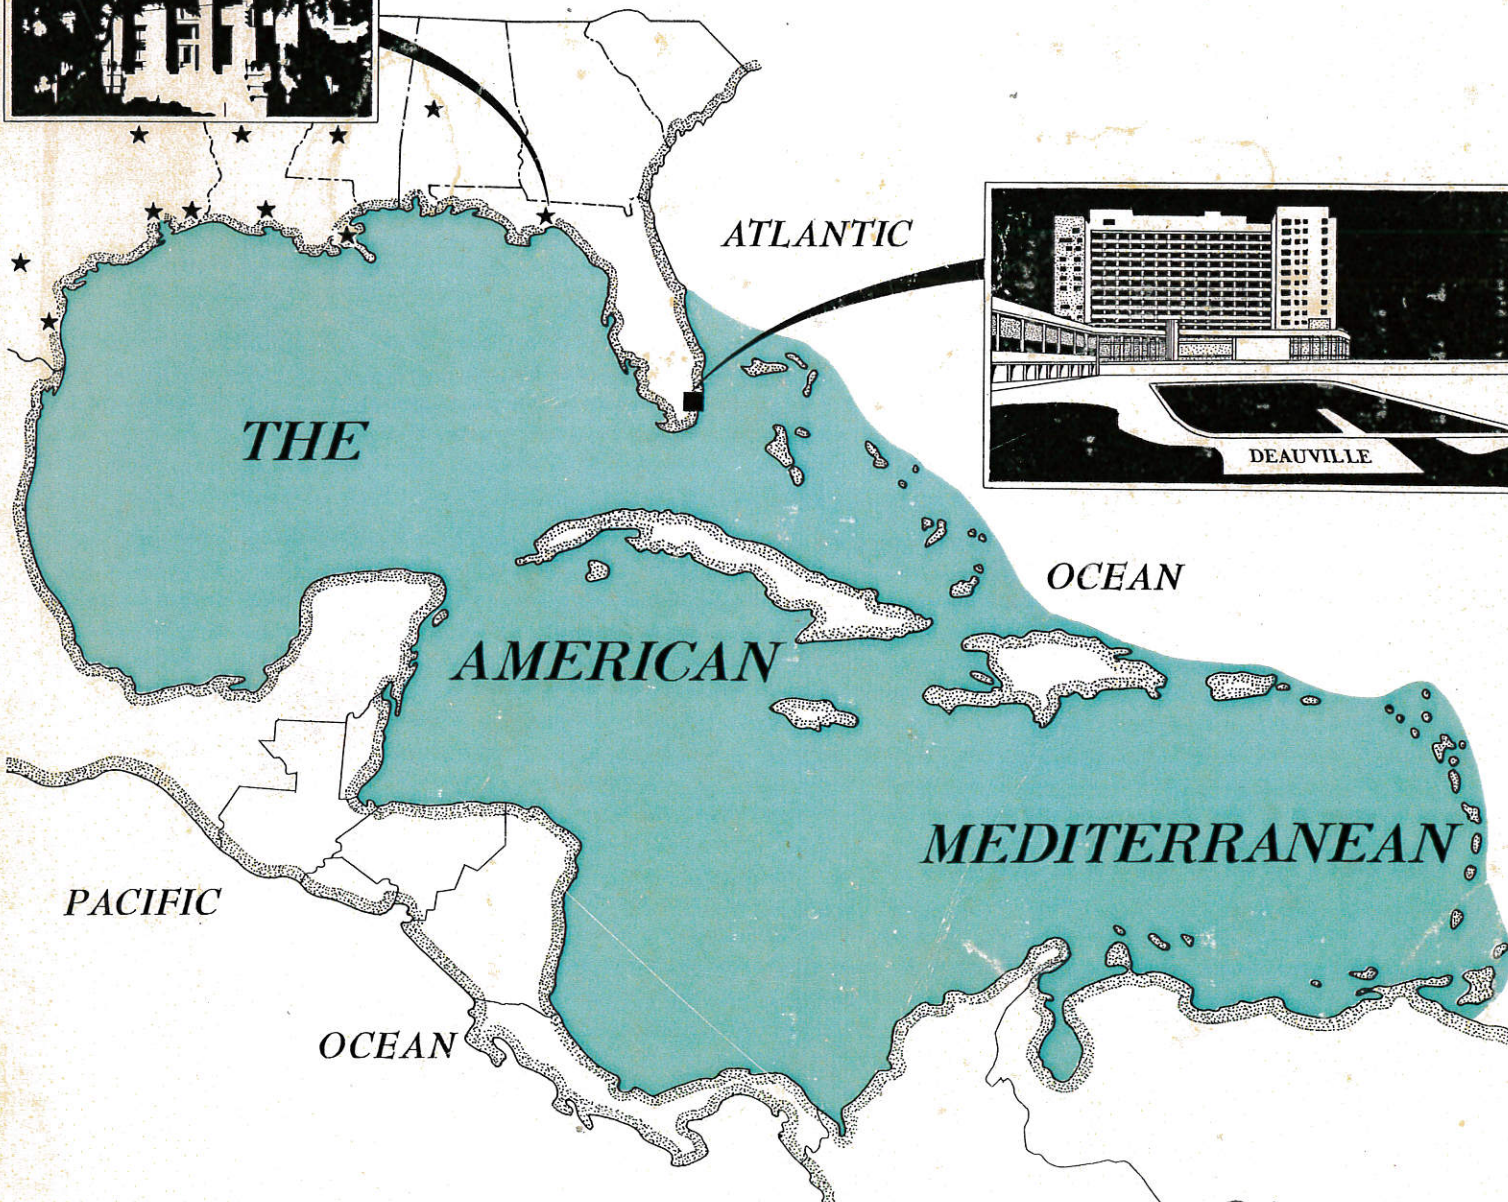 ATLANTIC
THE
DEAUVILLE
OCEAN
AMERICAN
MEDITERRANEAN
PACIFIC
OCEAN